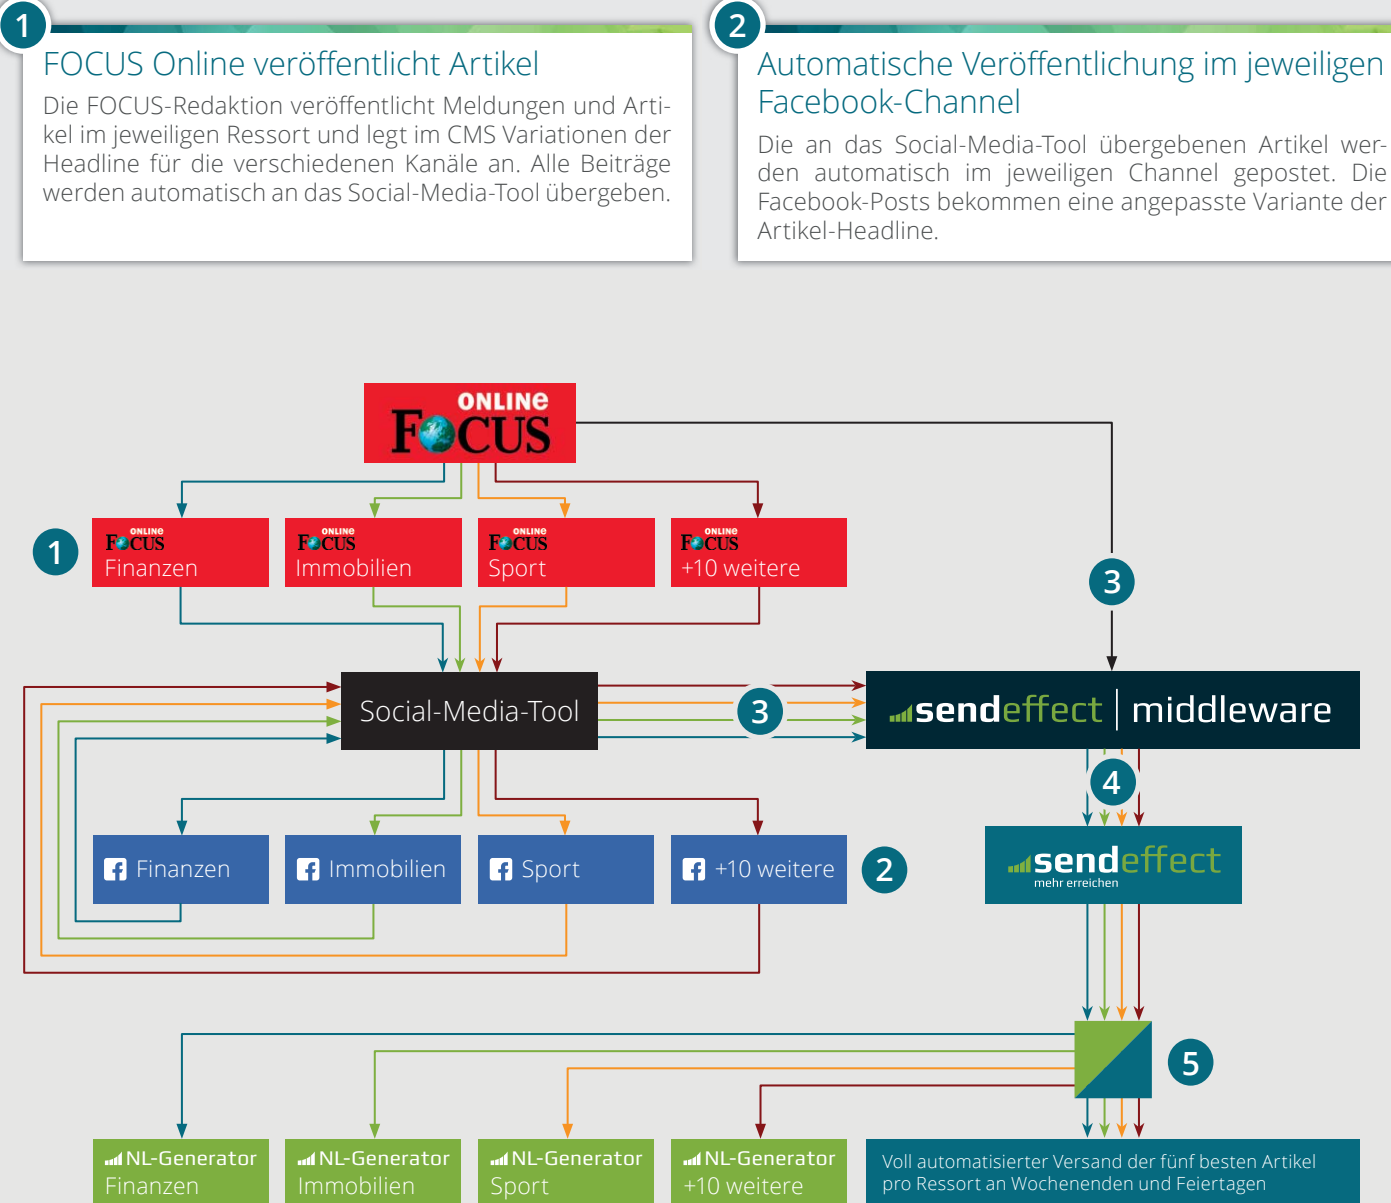 1
FOCUS Online veröffentlicht Artikel
Die FOCUS-Redaktion veröffentlicht Meldungen und Arti-
kel im jeweiligen Ressort und legt im CMS Variationen der
Headline für die verschiedenen Kanäle an. Alle Beiträge
werden automatisch an das Social-Media-Tool übergeben.
2
Automatische Veröffentlichung im jeweiligen
Facebook-Channel
Die an das Social-Media-Tool übergebenen Artikel wer-
den automatisch im jeweiligen Channel gepostet. Die
Facebook-Posts bekommen eine angepasste Variante der
Artikel-Headline.
ONLINE
FOCUS
1
ONLINE
FOCUS
Finanzen
ONLINE
FOCUS
Immobilien
ONLINE
FOCUS
Sport
ONLINE
FOCUS
+10 weitere
3
Social-Media-Tool
3
sendeffect | middleware
4
Finanzen
Immobilien
Sport
+10 weitere
2
sendeffect
mehr erreichen
5
NL-Generator
Finanzen
NL-Generator
Immobilien
NL-Generator
Sport
NL-Generator
+10 weitere
Voll automatisierter Versand der fünf besten Artikel
pro Ressort an Wochenenden und Feiertagen